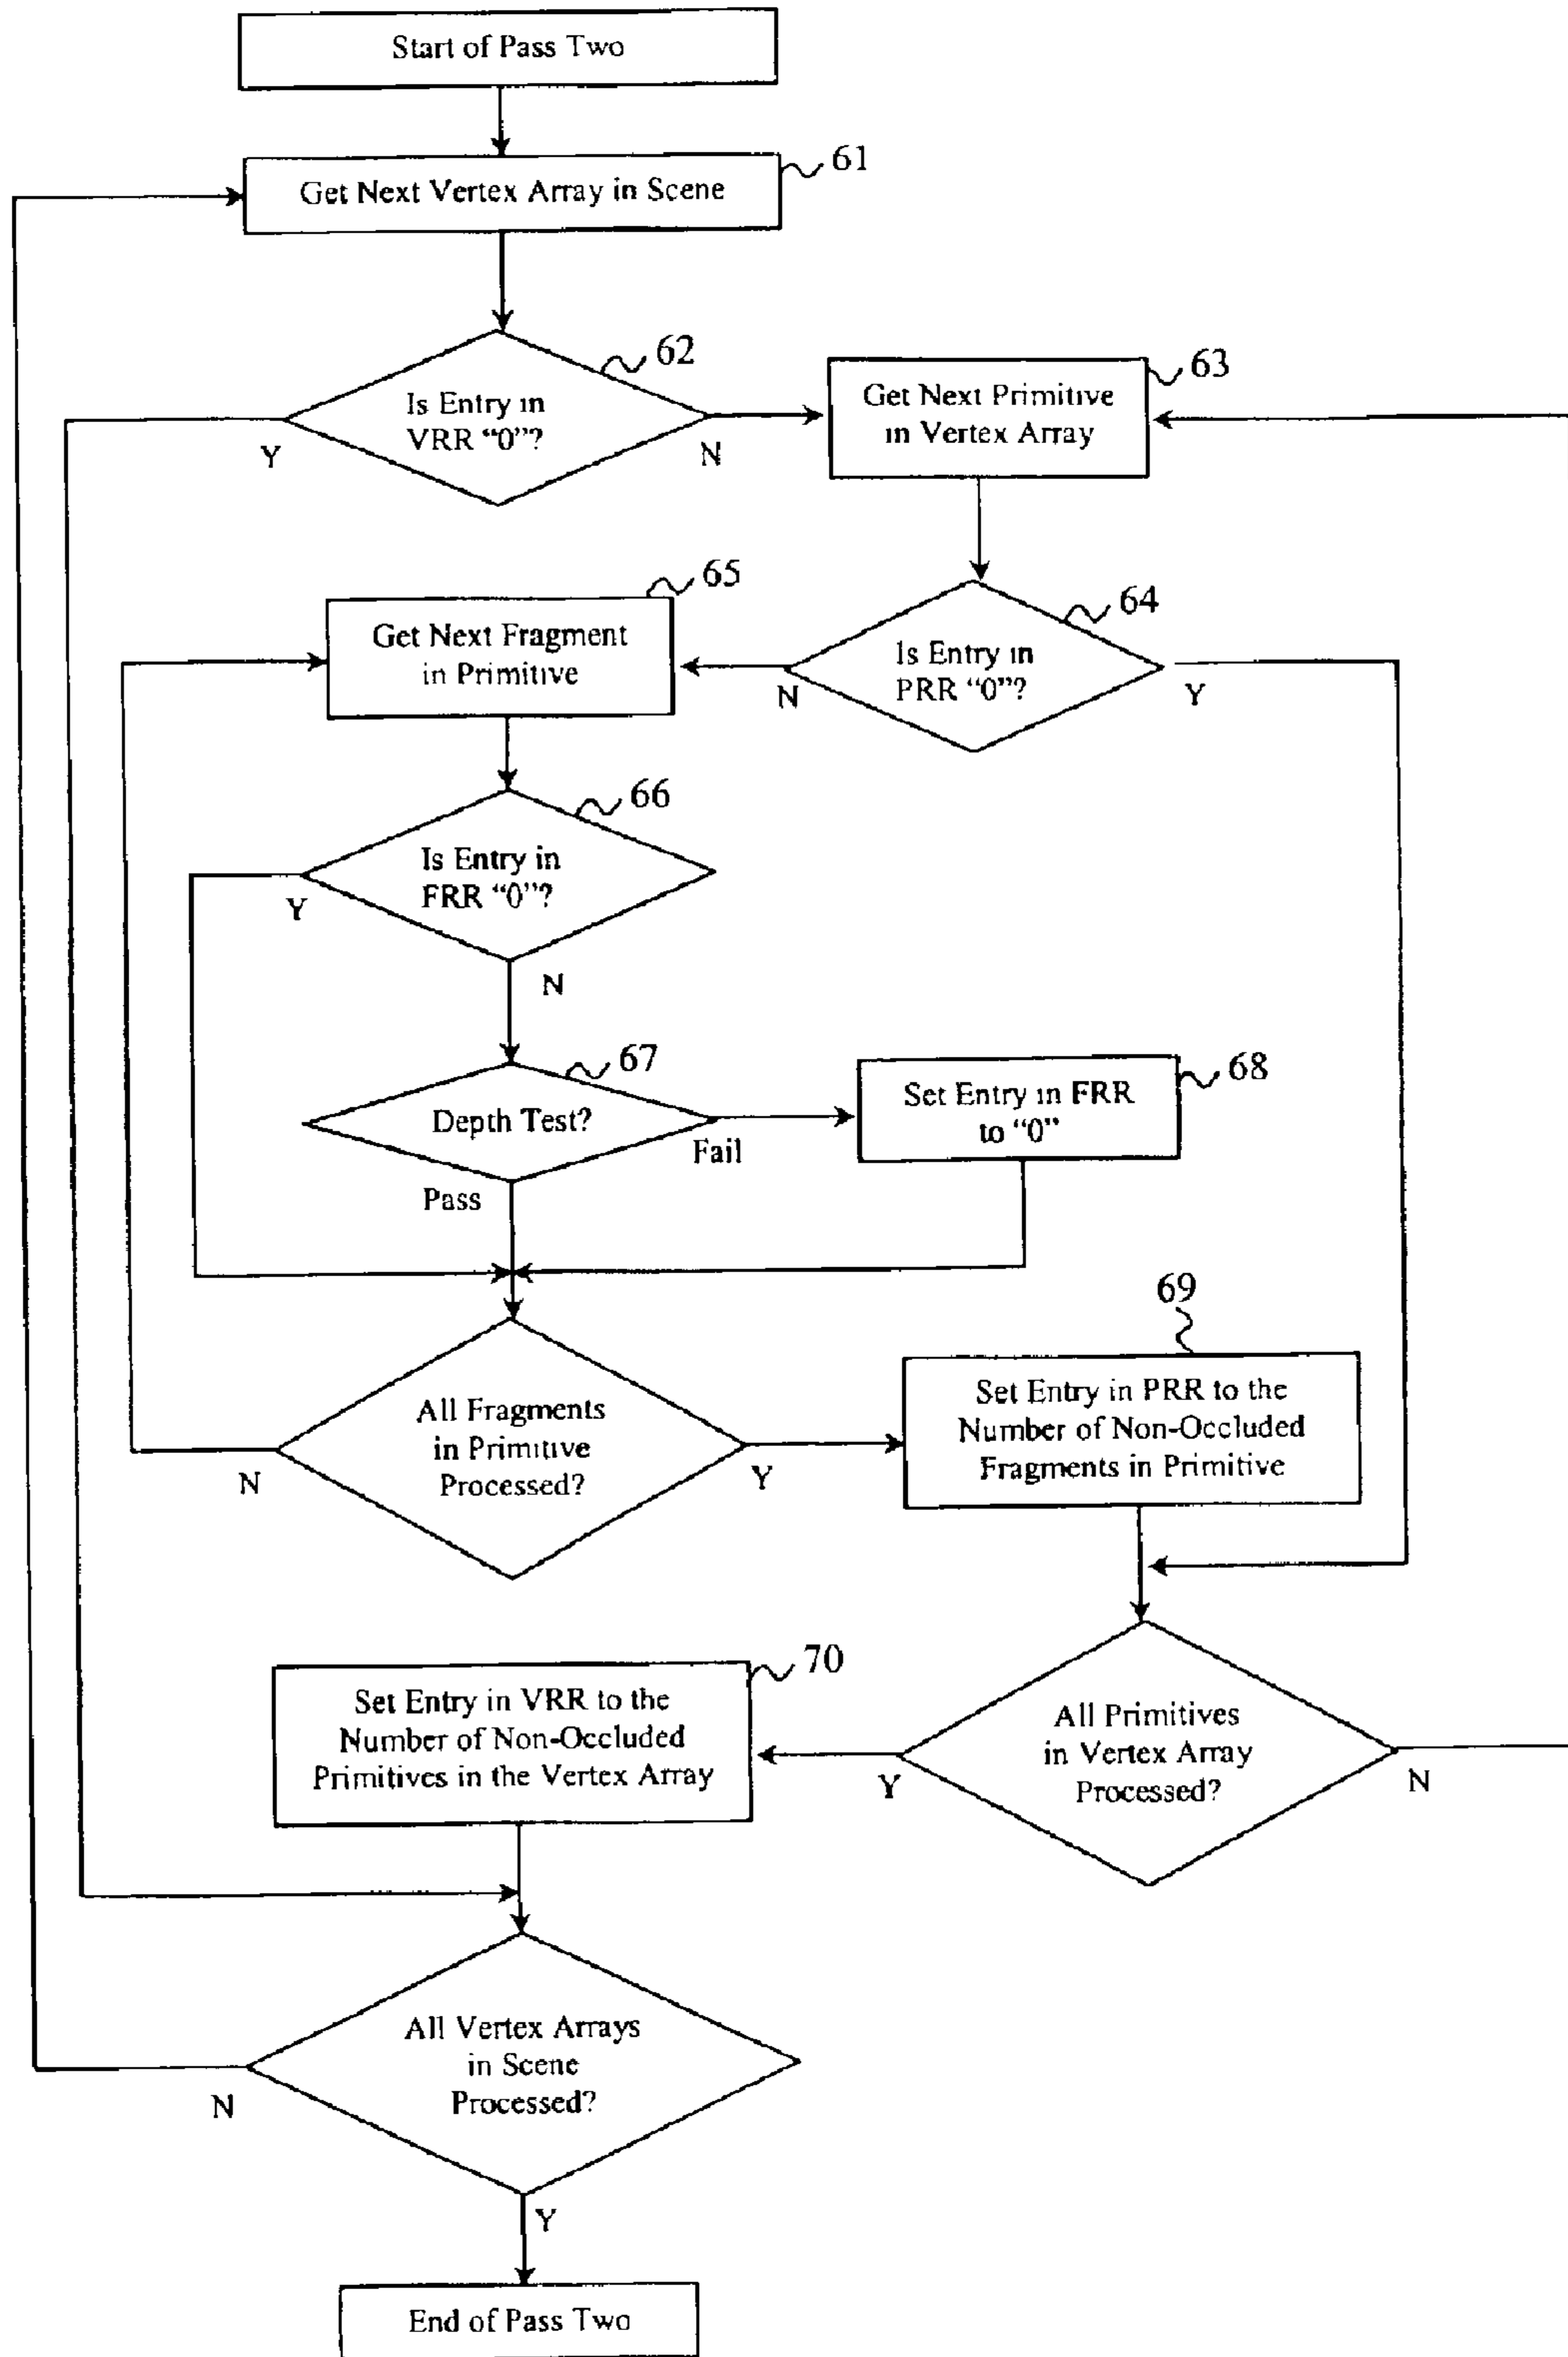 Start of Pass Two
61
Get Next Vertex Array in Scene
62
Is Entry in
VRR “0”?
Y
N
63
Get Next Primitive
in Vertex Array
65
Get Next Fragment
in Primitive
64
Is Entry in
PRR “0”?
N
Y
66
Is Entry in
FRR “0”?
Y
N
67
Depth Test?
Fail
Pass
68
Set Entry in FRR
to “0”
69
Set Entry in PRR to the
Number of Non-Occluded
Fragments in Primitive
All Fragments
in Primitive
Processed?
N
Y
70
Set Entry in VRR to the
Number of Non-Occluded
Primitives in the Vertex Array
All Primitives
in Vertex Array
Processed?
Y
N
All Vertex Arrays
in Scene
Processed?
N
Y
End of Pass Two